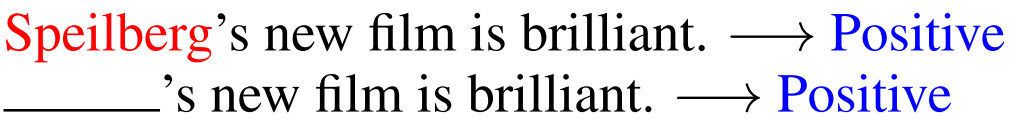 Speilberg’s new film is brilliant. ⟶ Positive
______’s new film is brilliant. ⟶ Positive